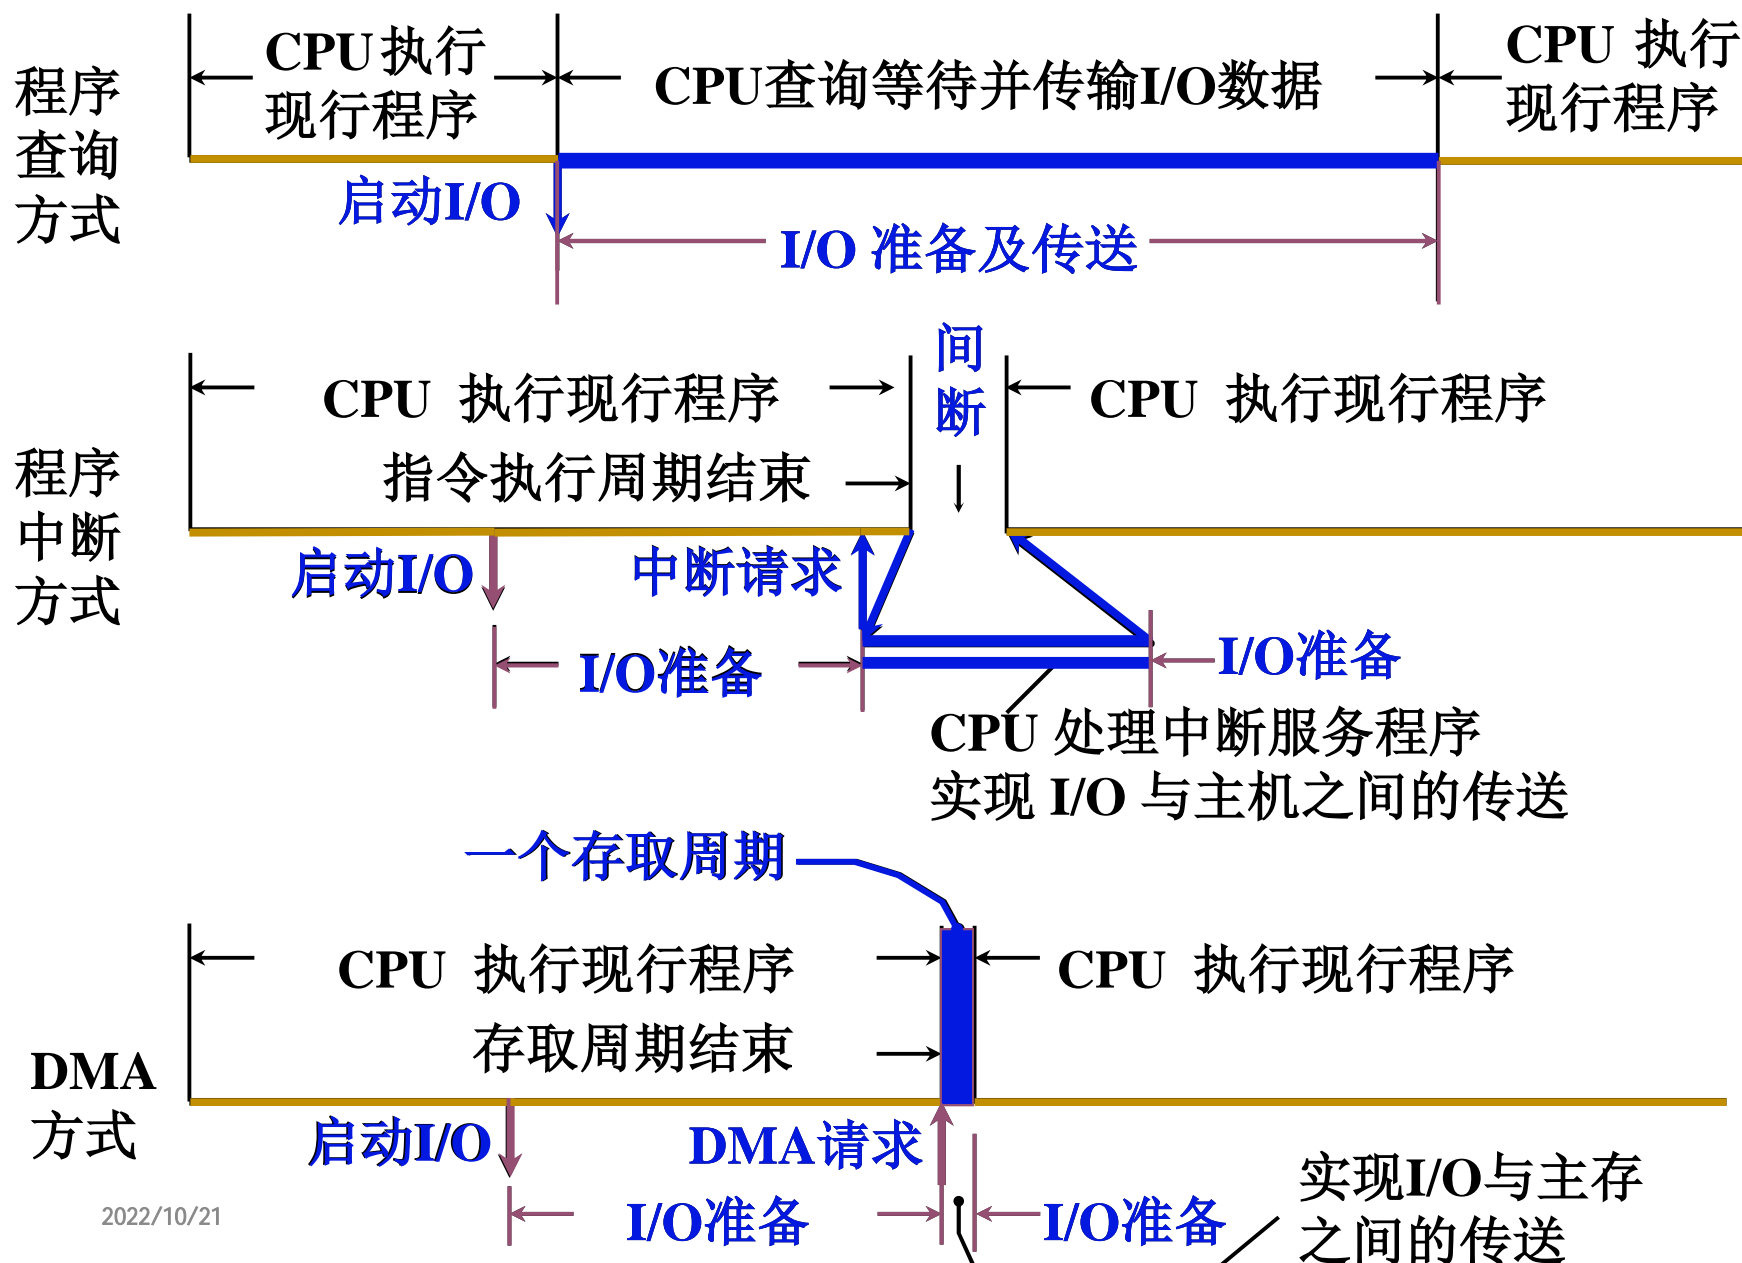 程序
查询
方式
CPU执行
现行程序
CPU查询等待并传输I/O数据
CPU 执行
现行程序
启动I/O
I/O 准备及传送
程序
中断
方式
CPU 执行现行程序
指令执行周期结束
间
断
CPU 执行现行程序
启动I/O
中断请求
I/O准备
I/O准备
CPU 处理中断服务程序
实现 I/O 与主机之间的传送
一个存取周期
DMA
方式
CPU 执行现行程序
存取周期结束
CPU 执行现行程序
启动I/O
DMA请求
I/O准备
I/O准备
实现I/O与主存
之间的传送
2022/10/21